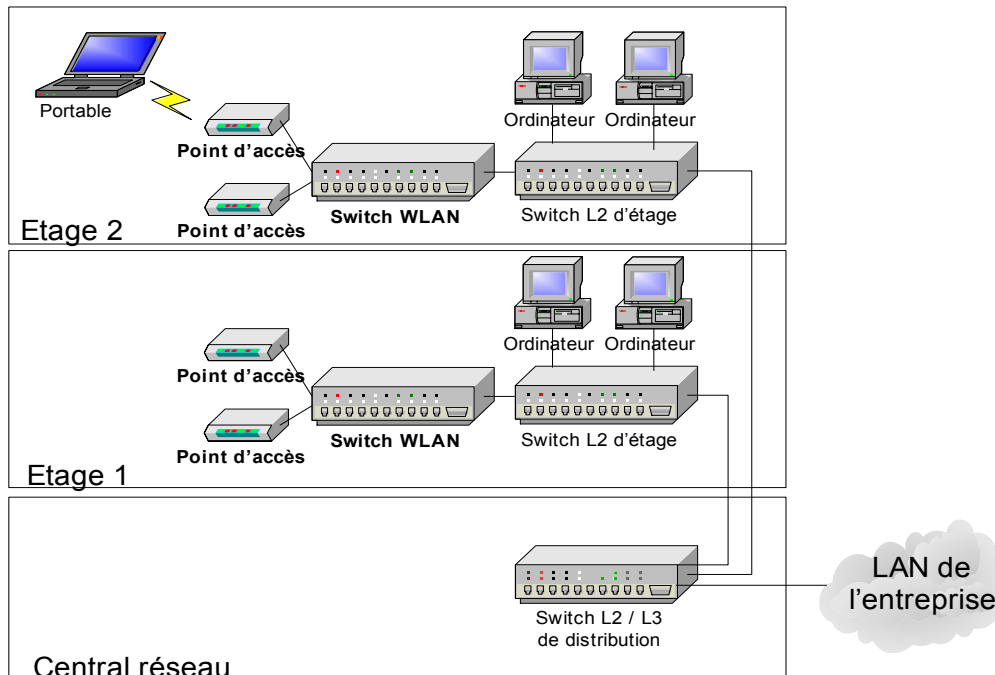 Portable
Ordinateur Ordinateur
Point d'accès
Point d'accès
Switch WLAN
Switch L2 d'étage
Etage 2
Ordinateur Ordinateur
Point d'accès
Point d'accès
Switch WLAN
Switch L2 d'étage
Etage 1
Switch L2 / L3
de distribution
LAN de
l'entreprise
Central réseau